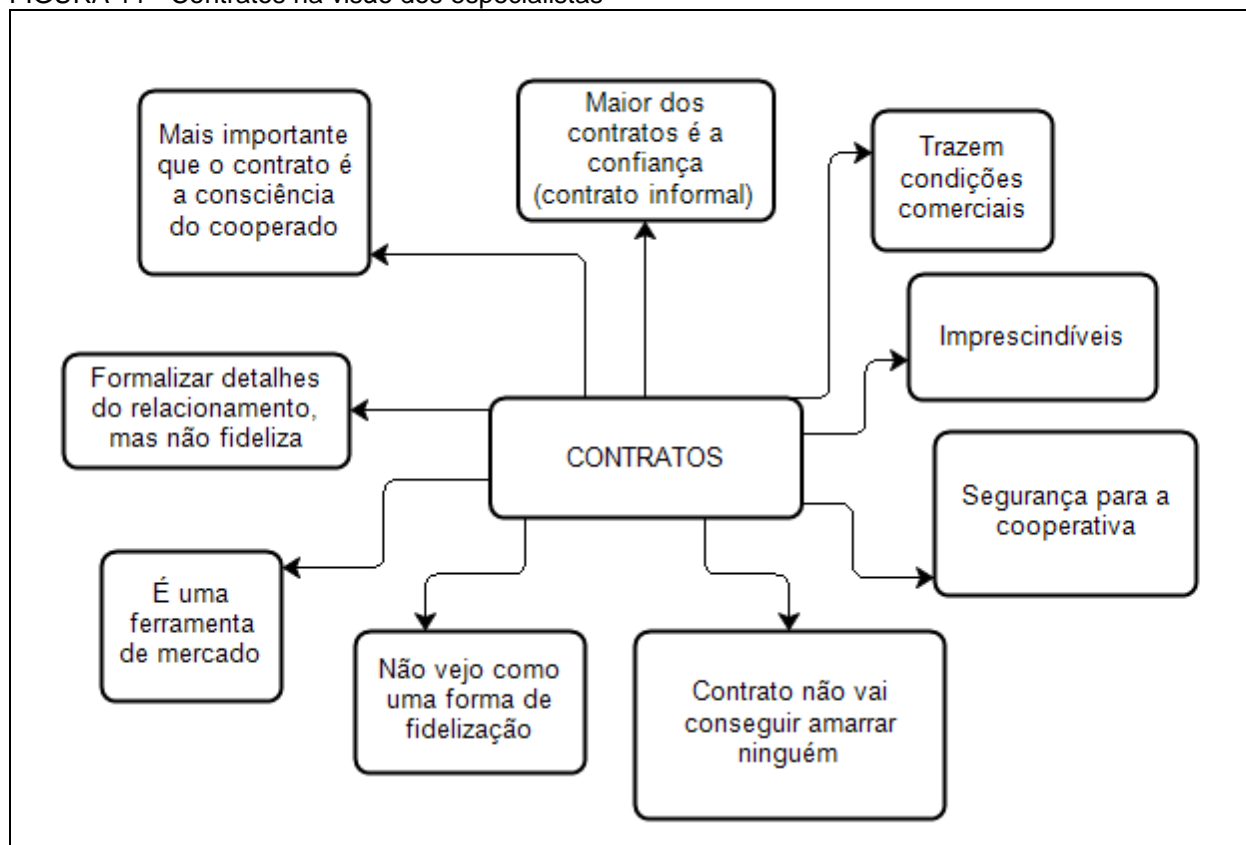 FIGURA 11 - Contratos na visão dos especialistas
Mais importante
que o contrato é
a consciência
do cooperado
Maior dos
contratos é a
confiança
(contrato informal)
Trazem
condições
comerciais
Imprescindíveis
Formalizar detalhes
do relacionamento,
mas não fideliza
CONTRATOS
Segurança para a
cooperativa
É uma
ferramenta
de mercado
Não vejo como
uma forma de
fidelização
Contrato não vai
conseguir amarrar
ninguém